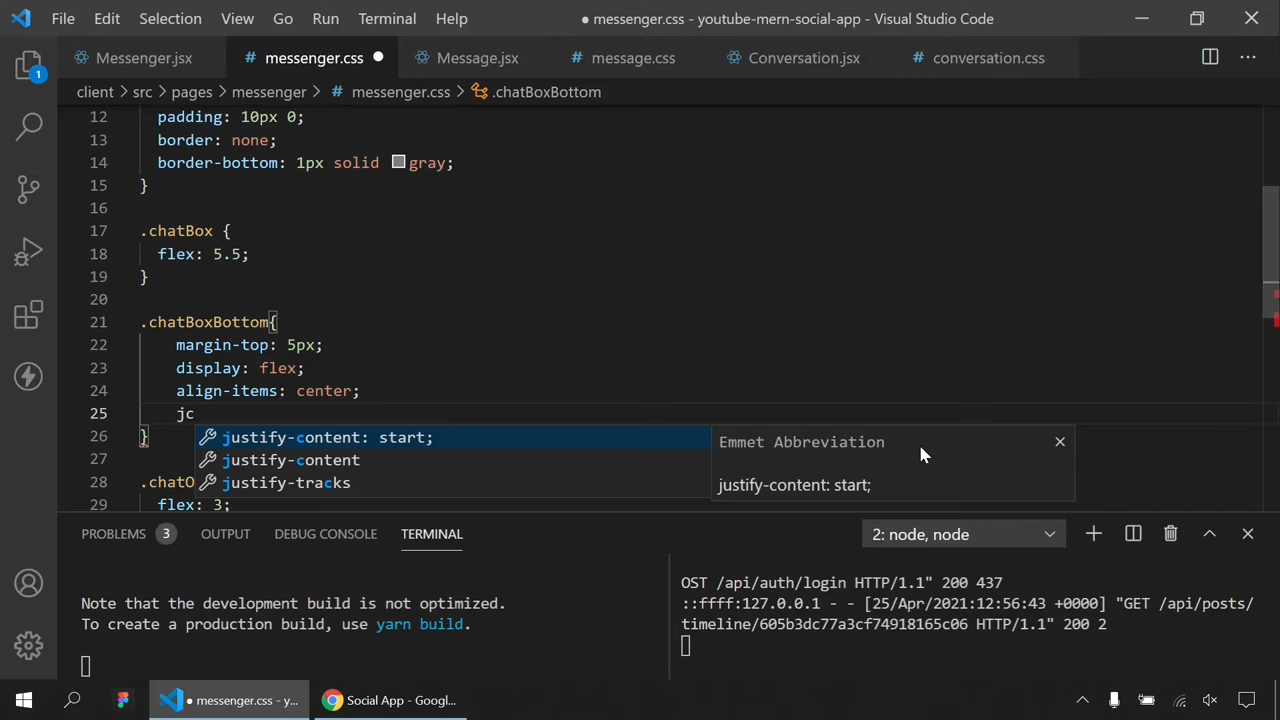 File Edit Selection View Go Run Terminal Help ● messenger.css - youtube-mern-social-app - Visual Studio Code
Messenger.jsx # messenger.css ● Message.jsx # message.css Conversation.jsx # conversation.css ···
client > src > pages > messenger > # messenger.css > .chatBoxBottom
1
12 padding: 10px 0;
13 border: none;
14 border-bottom: 1px solid gray;
15 }
16
17 .chatBox {
18 flex: 5.5;
19 }
20
21 .chatBoxBottom{
22 margin-top: 5px;
23 display: flex;
24 align-items: center;
25 jc
26 }
justify-content: start;
justify-content
justify-tracks
Emmet Abbreviation
justify-content: start;
27
28 .chatO
29 flex: 3;
PROBLEMS 3 OUTPUT DEBUG CONSOLE TERMINAL 2: node, node
Note that the development build is not optimized.
To create a production build, use yarn build.
OST /api/auth/login HTTP/1.1" 200 437
::ffff:127.0.0.1 - - [25/Apr/2021:12:56:43 +0000] "GET /api/posts/
timeline/605b3dc77a3cf74918165c06 HTTP/1.1" 200 2
● messenger.css - y... Social App - Googl...